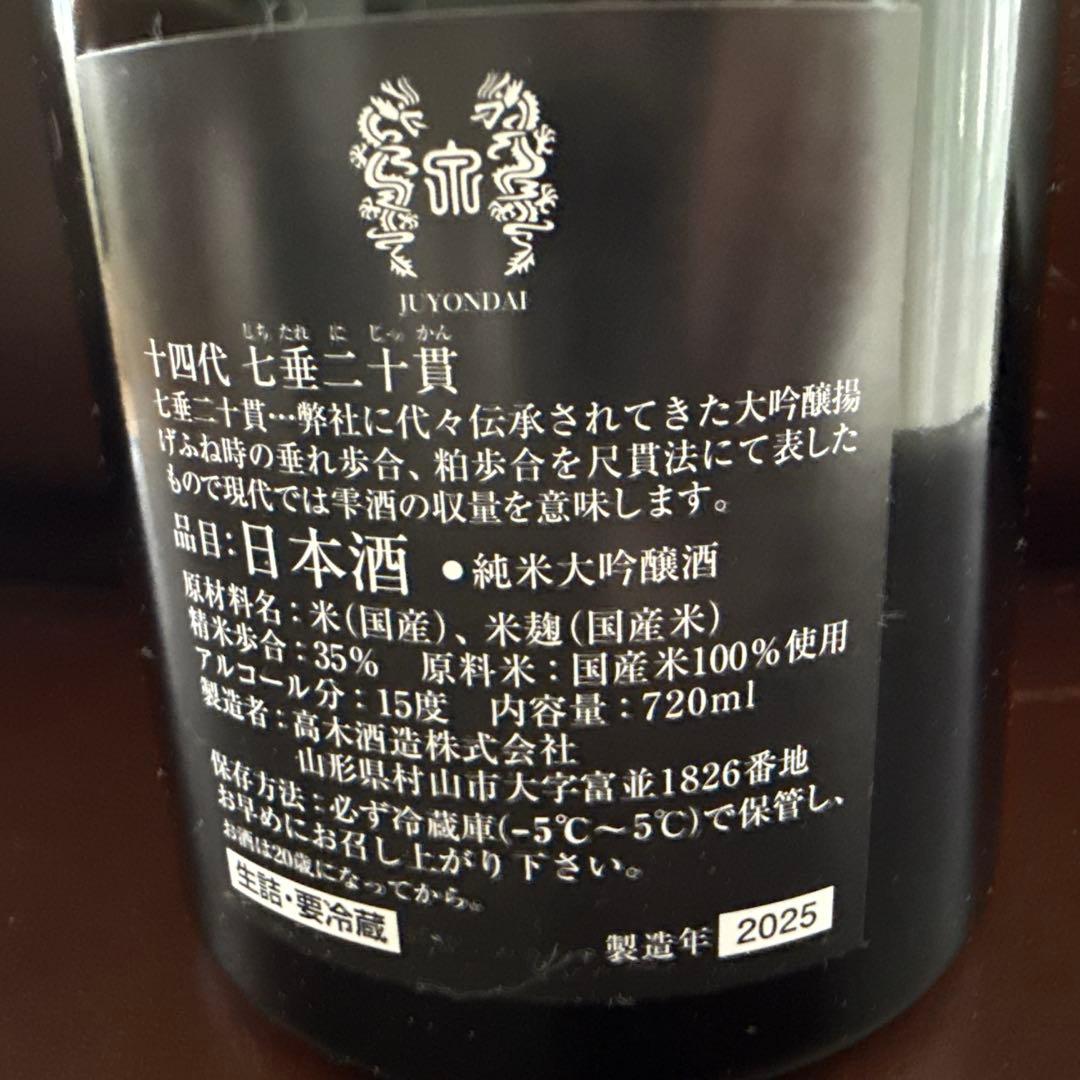 JUYONDAI
しちたれにじっかん
十四代 七垂二十貫
七垂二十貫…弊社に代々伝承されてきた大吟醸揚
げふね時の垂れ歩合、粕歩合を尺貫法にて表した
もので現代では雫酒の収量を意味します。
品目:日本酒 ●純米大吟醸酒
原材料名:米(国産)、米麹(国産米)
精米歩合:35% 原料米:国産米100%使用
アルコール分:15度 内容量:720ml
製造者:高木酒造株式会社
山形県村山市大字富並1826番地
保存方法:必ず冷蔵庫(-5℃~5℃)で保管し、
お早めにお召し上がり下さい。
お酒は20歳になってから。
生詰・要冷蔵
製造年 2025